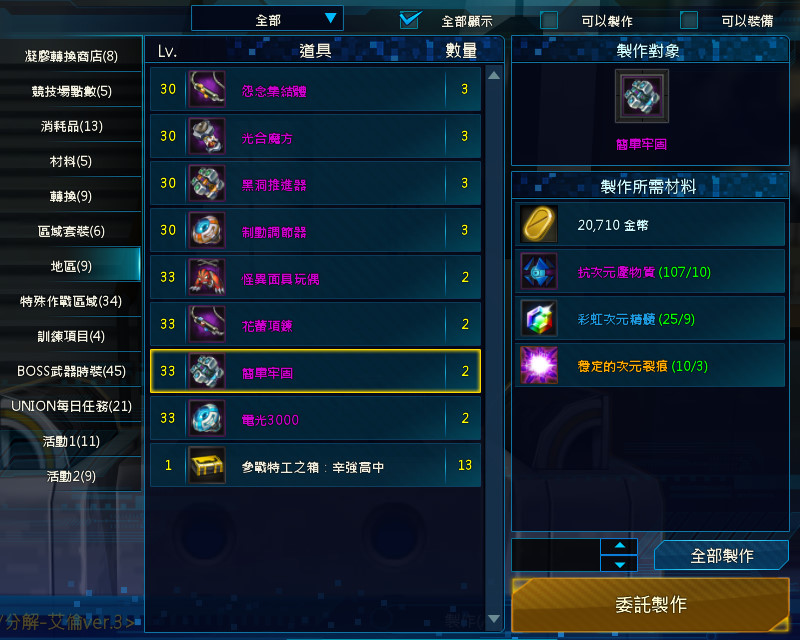 全部
全部顯示
可以製作
可以裝備
凝膠轉換商店(8)
競技場點數(5)
消耗品(13)
材料(5)
轉換(9)
區域套裝(6)
地區(9)
特殊作戰區域(34)
訓練項目(4)
BOSS武器時裝(45)
UNION每日任務(21)
活動1(11)
活動2(9)
/分解-艾倫ver.3>
Lv. 道具 數量
30 怨念集結體 3
30 光合魔方 3
30 黑洞推進器 3
30 制動調節器 3
33 怪異面具玩偶 2
33 花蕾項鍊 2
33 簡單牢固 2
33 電光3000 2
1 參戰特工之箱：幸強高中 13
製作對象
簡單牢固
製作所需材料
20,710 金幣
抗次元塵物質 (107/10)
彩虹次元精髓 (25/9)
穩定的次元裂痕 (10/3)
全部製作
委託製作